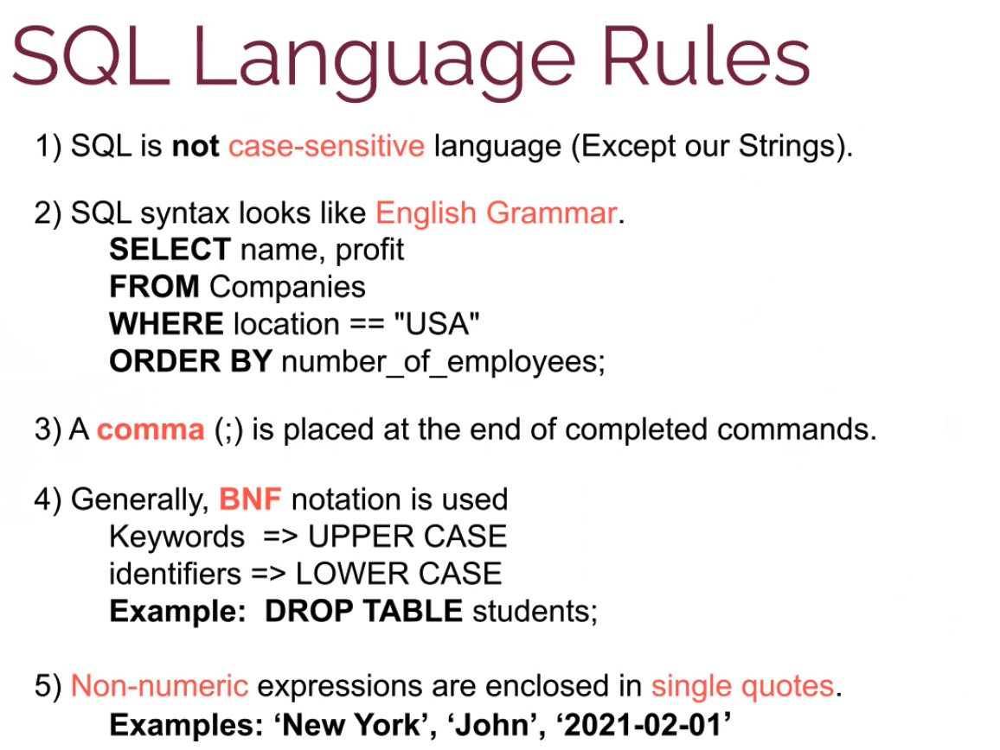 SQL Language Rules
1) SQL is not case-sensitive language (Except our Strings).
2) SQL syntax looks like English Grammar.
SELECT name, profit
FROM Companies
WHERE location == "USA"
ORDER BY number_of_employees;
3) A comma (;) is placed at the end of completed commands.
4) Generally, BNF notation is used
Keywords  => UPPER CASE
identifiers => LOWER CASE
Example:  DROP TABLE students;
5) Non-numeric expressions are enclosed in single quotes.
Examples: ‘New York’, ‘John’, ‘2021-02-01’